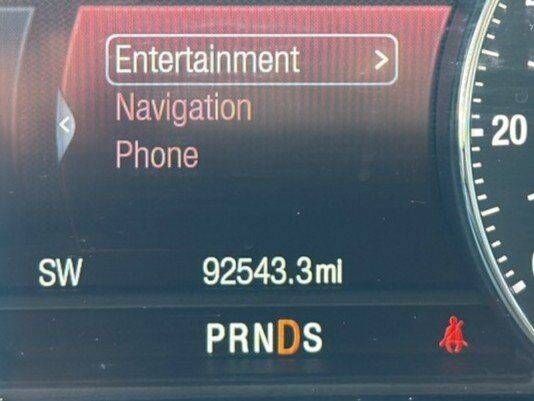 Entertainment >
Navigation
Phone
20
SW 92543.3mi
PRNDS